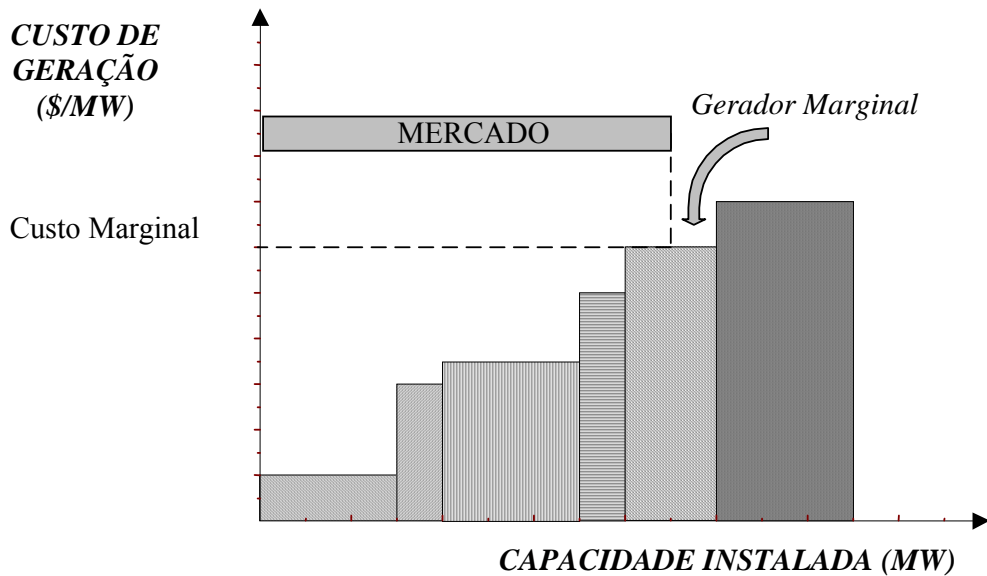 CUSTO DE
GERAÇÃO
($/MW)
Gerador Marginal
MERCADO
Custo Marginal
CAPACIDADE INSTALADA (MW)